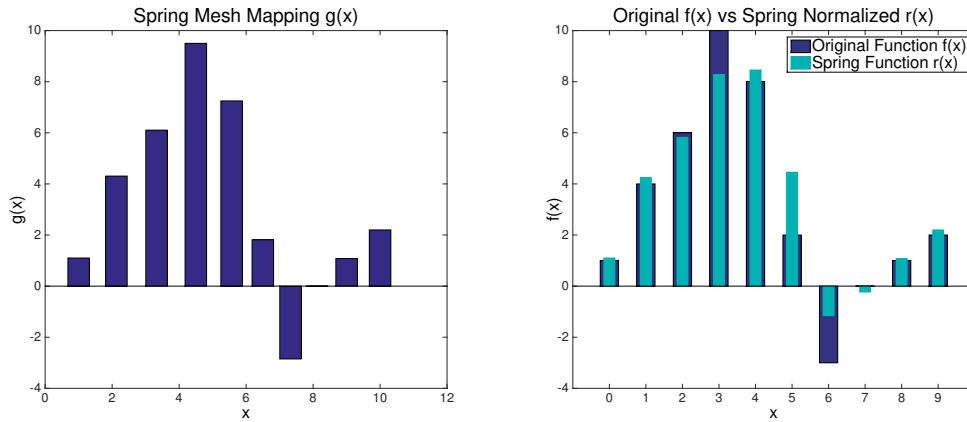 Spring Mesh Mapping g(x)
10
8
6
4
2
0
-2
-4
g(x)
0 2 4 6 8 10 12
x
Original f(x) vs Spring Normalized r(x)
Original Function f(x)
Spring Function r(x)
10
8
6
4
2
0
-2
-4
f(x)
0 1 2 3 4 5 6 7 8 9
x